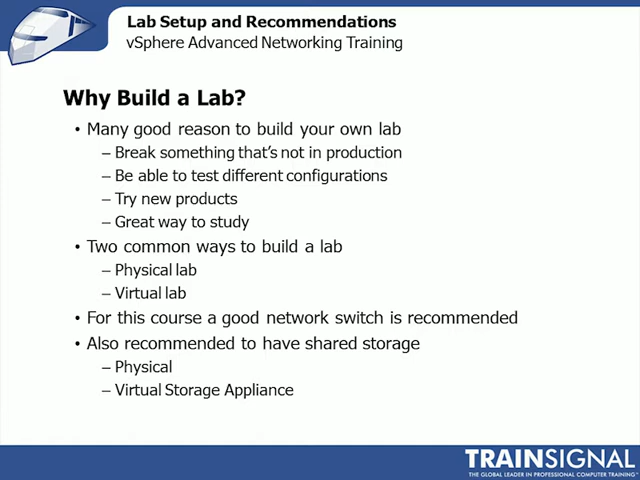 Lab Setup and Recommendations
vSphere Advanced Networking Training
Why Build a Lab?
• Many good reason to build your own lab
– Break something that's not in production
– Be able to test different configurations
– Try new products
– Great way to study
• Two common ways to build a lab
– Physical lab
– Virtual lab
• For this course a good network switch is recommended
• Also recommended to have shared storage
– Physical
– Virtual Storage Appliance
TRAINSIGNAL
THE GLOBAL LEADER IN PROFESSIONAL COMPUTER TRAINING